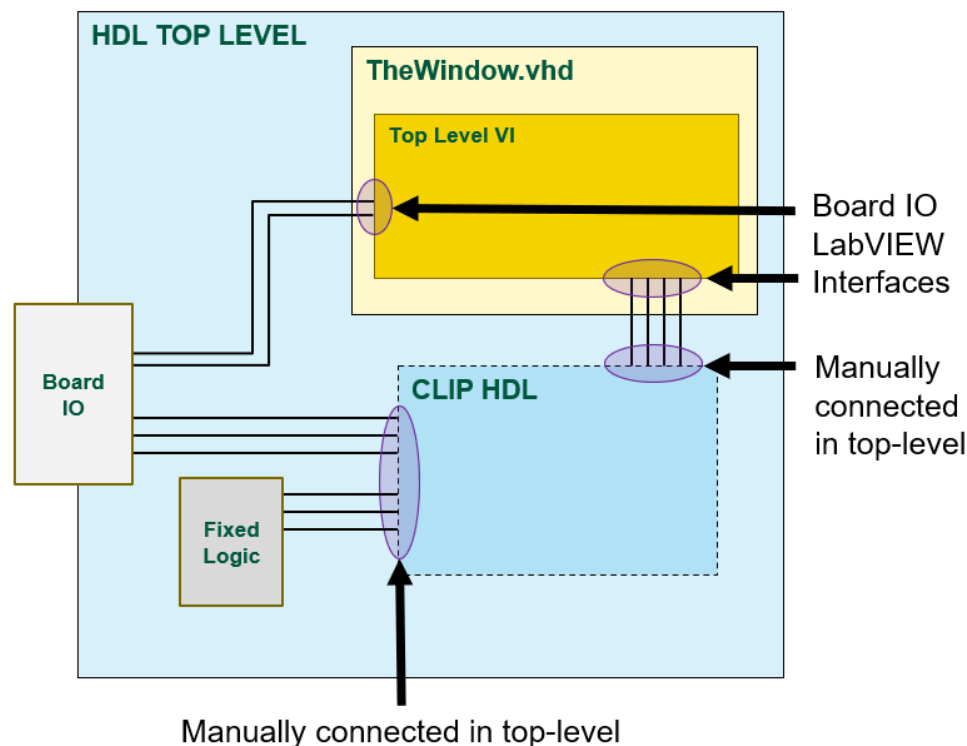 HDL TOP LEVEL
TheWindow.vhd
Top Level VI
Board IO
LabVIEW
Interfaces
Board
IO
CLIP HDL
Manually
connected
in top-level
Fixed
Logic
Manually connected in top-level